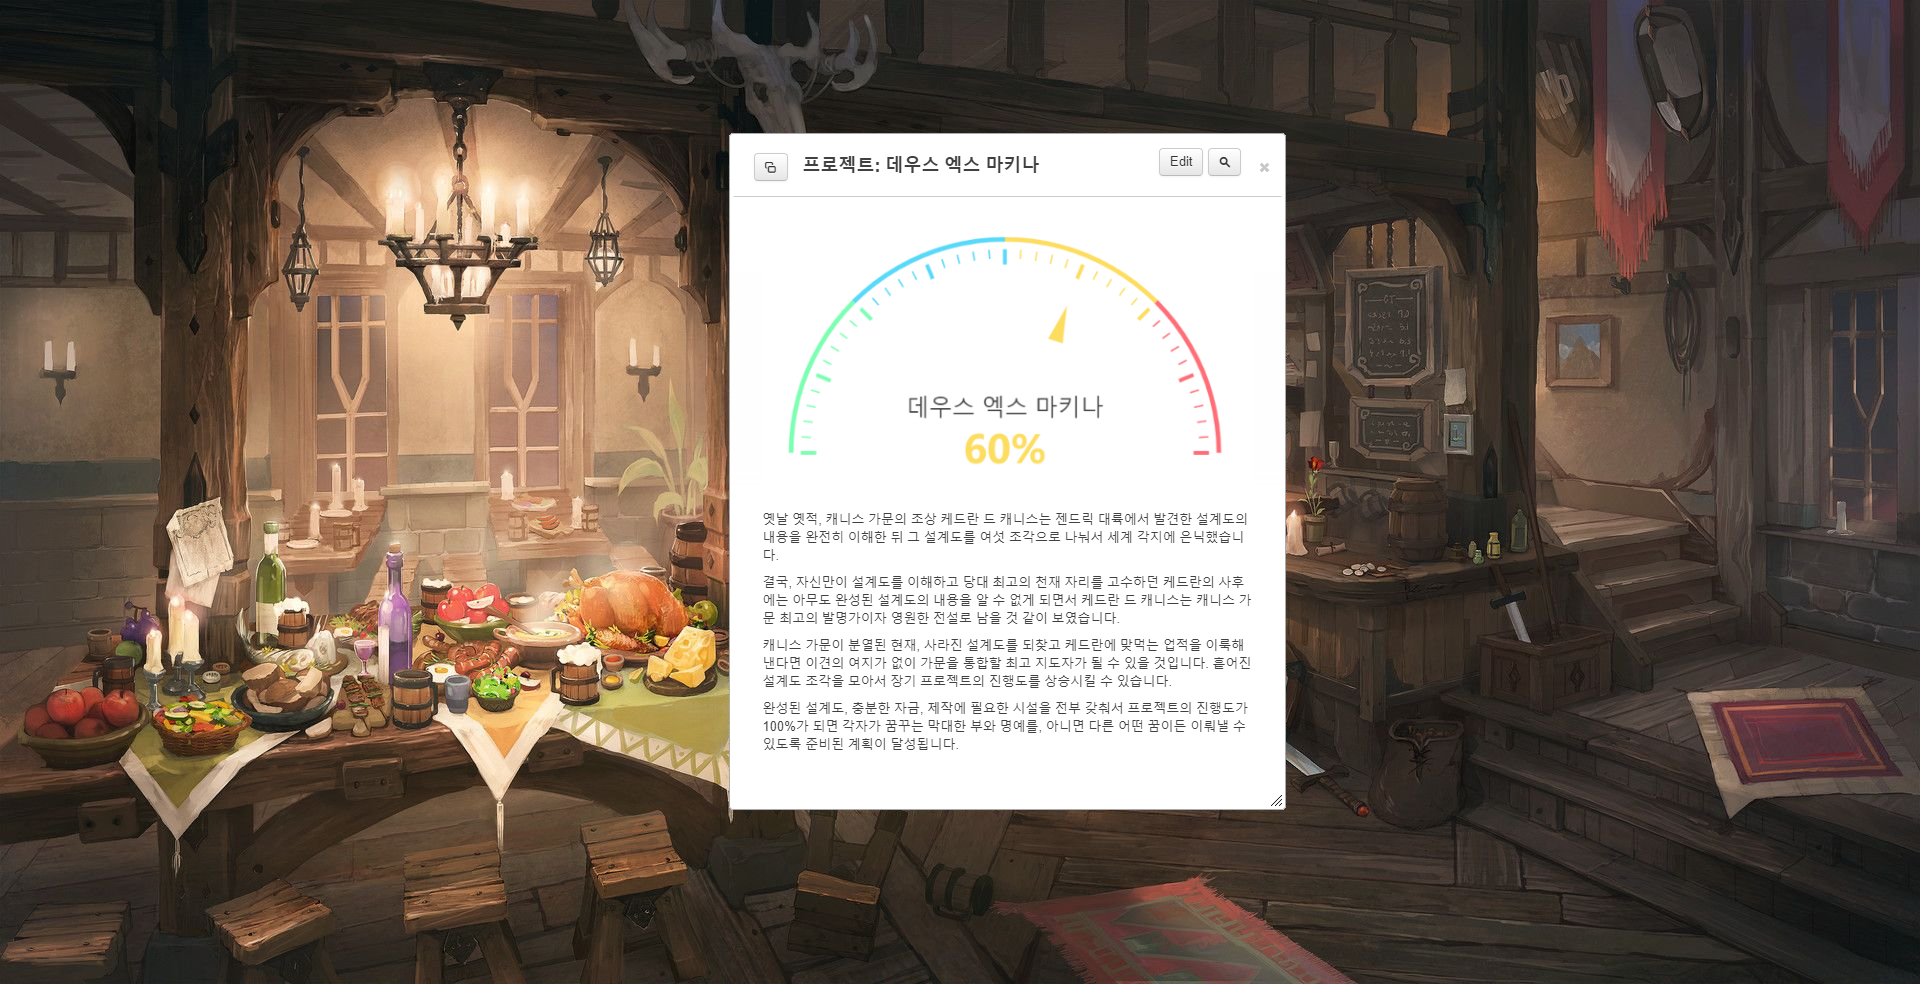 프로젝트: 데우스 엑스 마키나
Edit
데우스 엑스 마키나
60%
옛날 옛적, 캐니스 가문의 조상 케드란 드 캐니스는 젠드릭 대륙에서 발견한 설계도의
내용을 완전히 이해한 뒤 그 설계도를 여섯 조각으로 나눠서 세계 각지에 은닉했습니
다.
결국, 자신만이 설계도를 이해하고 당대 최고의 천재 자리를 고수하던 케드란의 사후
에는 아무도 완성된 설계도의 내용을 알 수 없게 되면서 케드란 드 캐니스는 캐니스 가
문 최고의 발명가이자 영원한 전설로 남을 것 같이 보였습니다.
캐니스 가문이 분열된 현재, 사라진 설계도를 되찾고 케드란에 맞먹는 업적을 이룩해
낸다면 이견의 여지가 없이 가문을 통합할 최고 지도자가 될 수 있을 것입니다. 흩어진
설계도 조각을 모아서 장기 프로젝트의 진행도를 상승시킬 수 있습니다.
완성된 설계도, 충분한 자금, 제작에 필요한 시설을 전부 갖춰서 프로젝트의 진행도가
100%가 되면 각자가 꿈꾸는 막대한 부와 명예를, 아니면 다른 어떤 꿈이든 이뤄낼 수
있도록 준비된 계획이 달성됩니다.